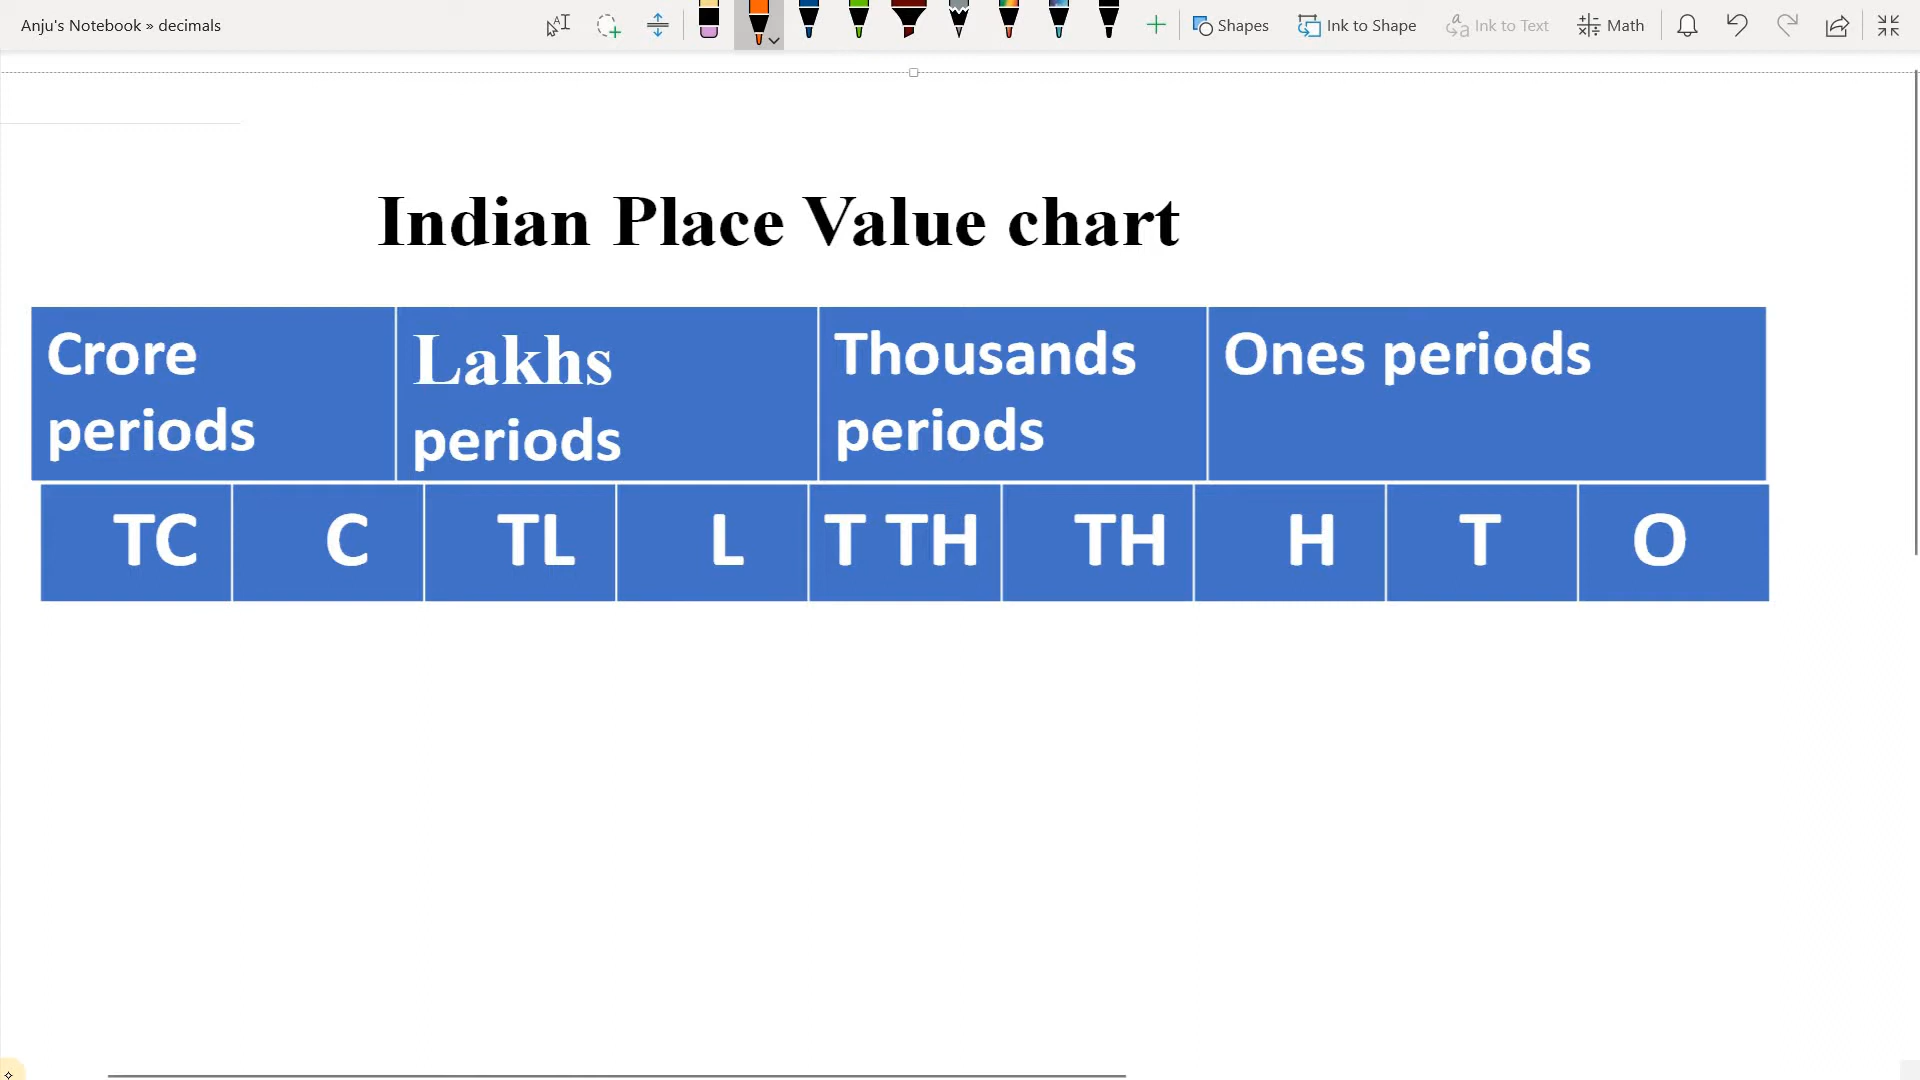 Anju's Notebook » decimals
Shapes
Ink to Shape
Ink to Text
Math
Indian Place Value chart
Crore periods
Lakhs periods
Thousands periods
Ones periods
TC C TL L T TH TH H T O